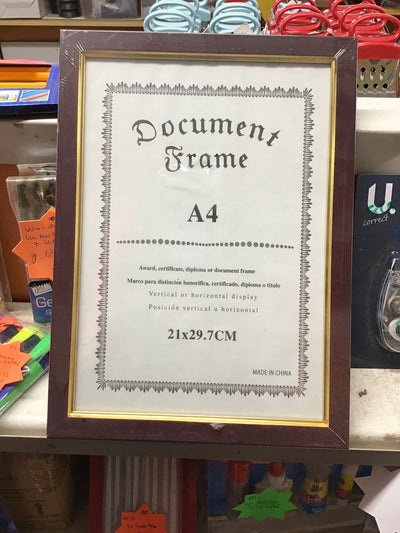 Document
Frame
A4
Award, certificate, diploma or document frame
Marco para distinción honorífica, certificado, diploma o título
Vertical or horizontal display
Posición vertical u horizontal
21x29.7CM
MADE IN CHINA
u.
correct